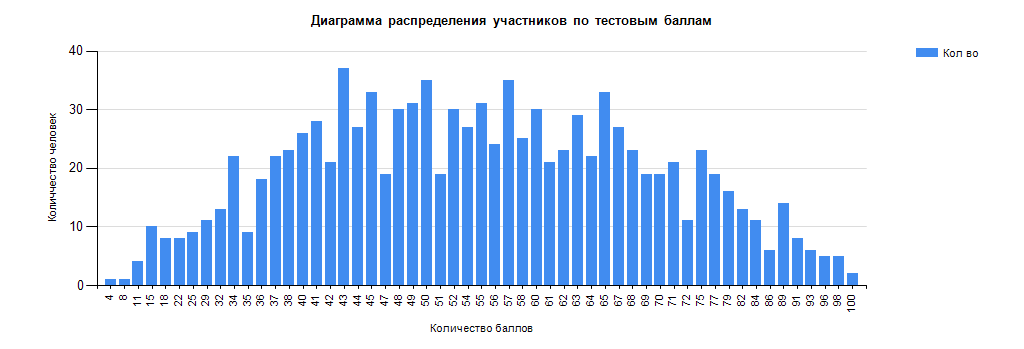 Диаграмма распределения участников по тестовым баллам
Кол во
Количчество человек
40
30
20
10
0
4 8 11 15 18 22 25 29 32 34 35 36 37 38 40 41 42 43 44 45 47 48 49 50 51 52 54 55 56 57 58 60 61 62 63 64 65 67 68 69 70 71 72 75 77 79 82 84 86 89 91 93 96 98 100
Количество баллов